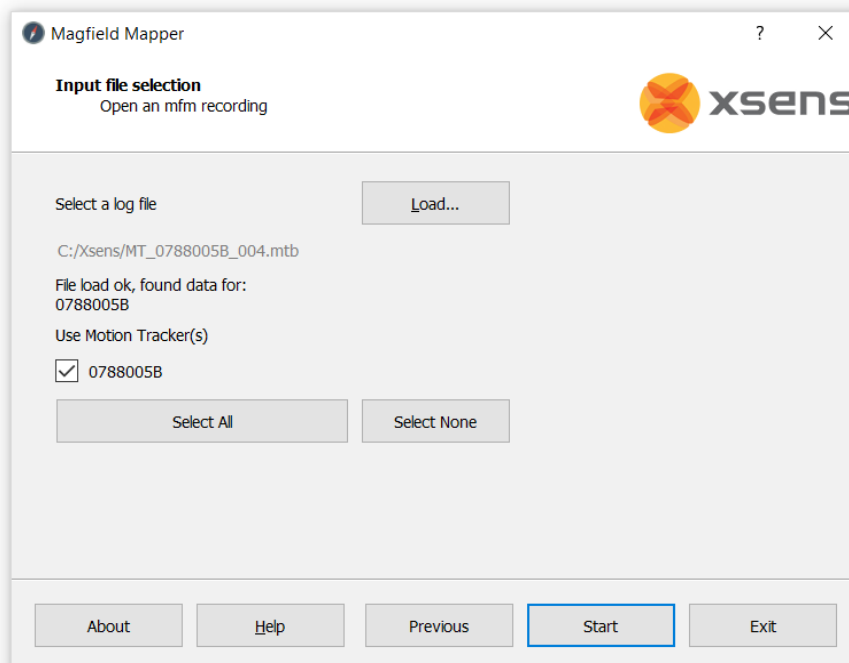 Magfield Mapper
?
Input file selection
Open an mfm recording
xsens
Select a log file
Load...
C:/Xsens/MT_0788005B_004.mtb
File load ok, found data for:
0788005B
Use Motion Tracker(s)
0788005B
Select All
Select None
About
Help
Previous
Start
Exit